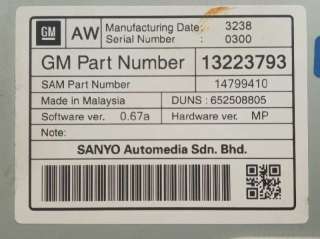 GM AW Manufacturing Date: 3238
Serial Number : 0300
GM Part Number 13223793
SAM Part Number 14799410
Made in Malaysia DUNS : 652508805
Software ver. 0.67a Hardware ver. MP
Note:
SANYO Automedia Sdn. Bhd.